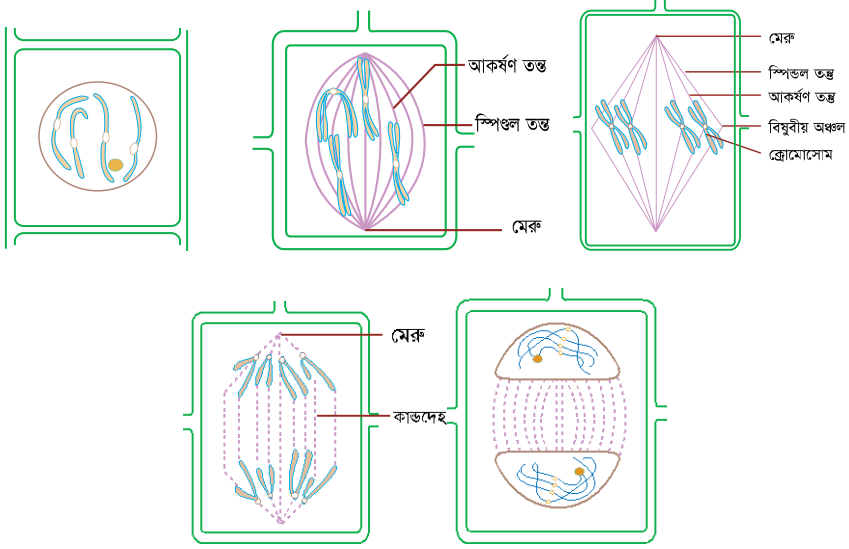 আকর্ষণ তন্ত
স্পিণ্ডল তন্ত
মেরু
মেরু
স্পিন্ডল তন্তু
আকর্ষণ তন্তু
বিষুবীয় অঞ্চল
ক্রোমোসোম
মেরু
কান্ডদেহ